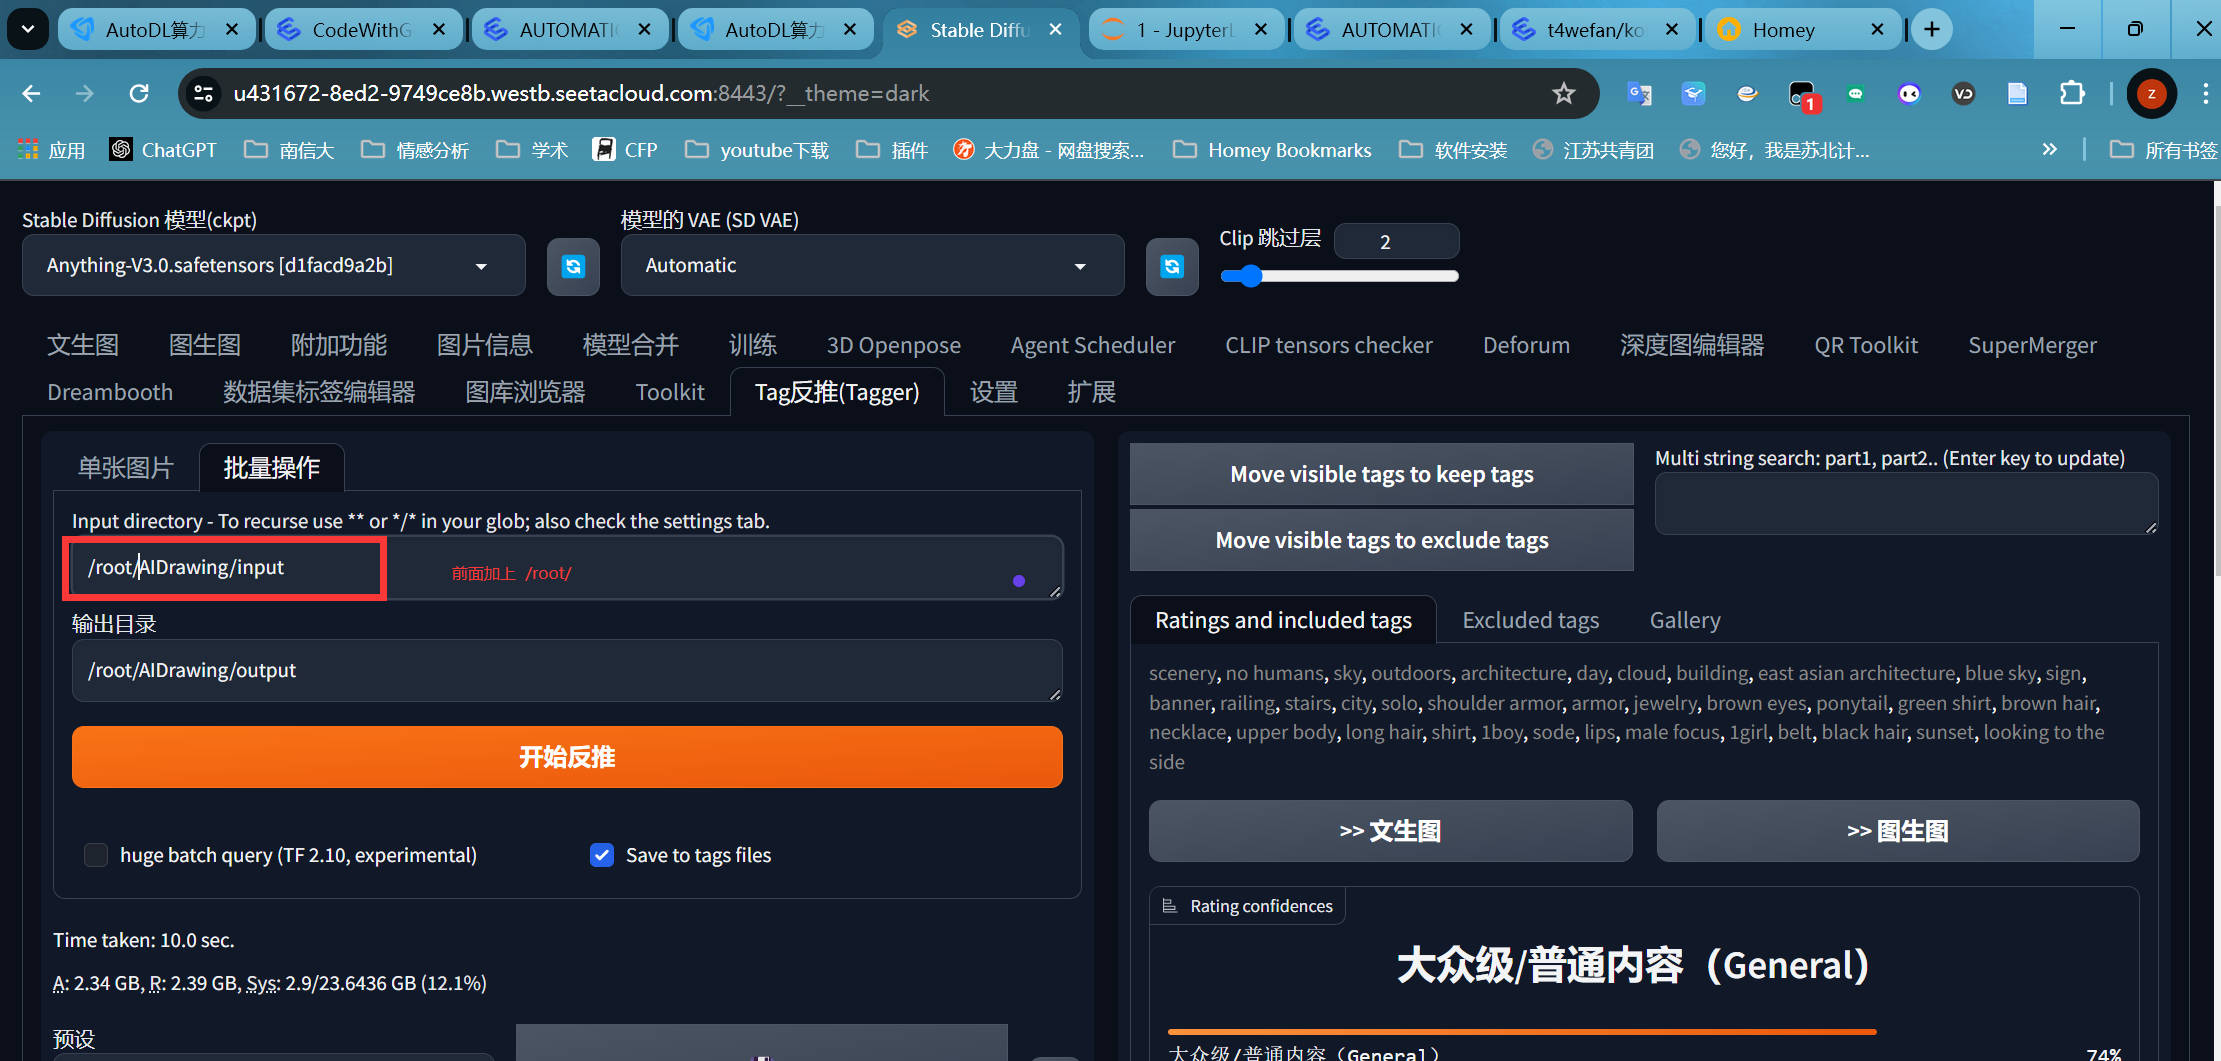 AutoDL算力
CodeWithG
AUTOMATIC
AutoDL算力
Stable Diffu
1 - JupyterL
AUTOMATIC
t4wefan/ko
Homey
u431672-8ed2-9749ce8b.westb.seetacloud.com:8443/?__theme=dark
1
z
应用
ChatGPT
南信大
情感分析
学术
CFP
youtube下载
插件
大力盘 - 网盘搜索...
Homey Bookmarks
软件安装
江苏共青团
您好，我是苏北计...
所有书签
Stable Diffusion 模型(ckpt)
模型的 VAE (SD VAE)
Clip 跳过层
2
Anything-V3.0.safetensors [d1facd9a2b]
Automatic
文生图
图生图
附加功能
图片信息
模型合并
训练
3D Openpose
Agent Scheduler
CLIP tensors checker
Deforum
深度图编辑器
QR Toolkit
SuperMerger
Dreambooth
数据集标签编辑器
图库浏览器
Toolkit
Tag反推(Tagger)
设置
扩展
单张图片
批量操作
Input directory - To recurse use ** or */* in your glob; also check the settings tab.
/root/AIDrawing/input
前面加上 /root/
输出目录
/root/AIDrawing/output
开始反推
huge batch query (TF 2.10, experimental)
Save to tags files
Time taken: 10.0 sec.
A: 2.34 GB, R: 2.39 GB, Sys: 2.9/23.6436 GB (12.1%)
预设
Move visible tags to keep tags
Move visible tags to exclude tags
Multi string search: part1, part2.. (Enter key to update)
Ratings and included tags
Excluded tags
Gallery
scenery, no humans, sky, outdoors, architecture, day, cloud, building, east asian architecture, blue sky, sign,
banner, railing, stairs, city, solo, shoulder armor, armor, jewelry, brown eyes, ponytail, green shirt, brown hair,
necklace, upper body, long hair, shirt, 1boy, sode, lips, male focus, 1girl, belt, black hair, sunset, looking to the
side
>> 文生图
>> 图生图
Rating confidences
大众级/普通内容（General）
大众级/普通内容（General）
74%